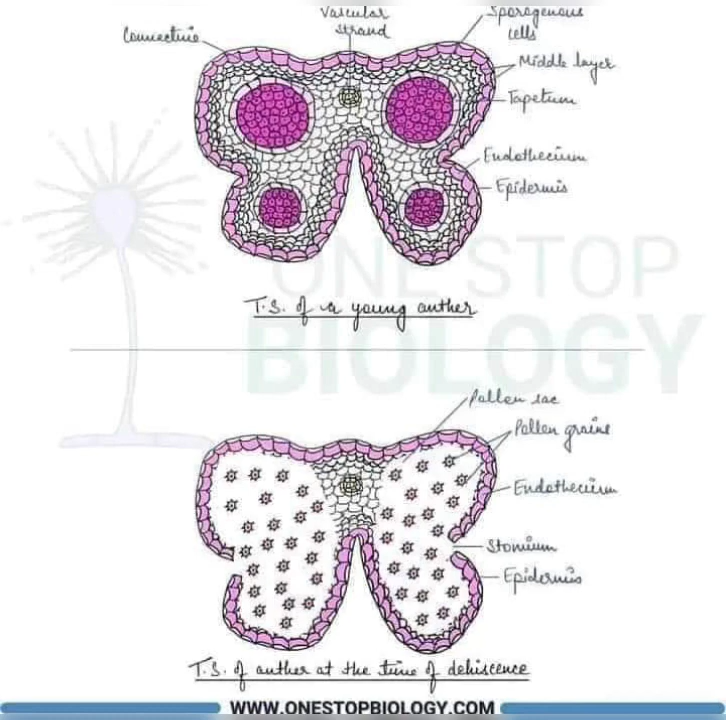 Connective
Vascular
strand
Sporogenous
cells
Middle layer
Tapetum
Endothecium
Epidermis
T.S. of a young anther
ONE STOP
BIOLOGY
Pollen sac
Pollen grains
Endothecium
Stomium
Epidermis
T.S. of anther at the time of dehiscence
WWW.ONESTOPBIOLOGY.COM